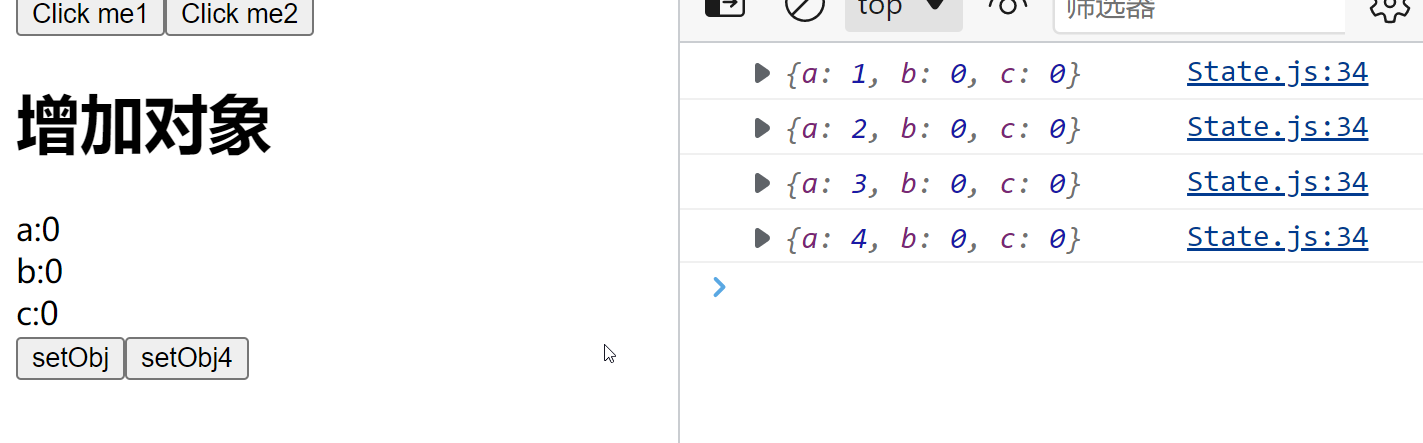 Click me1 Click me2
增加对象
a:0
b:0
c:0
setObj setObj4
top 筛选器
{a: 1, b: 0, c: 0} State.js:34
{a: 2, b: 0, c: 0} State.js:34
{a: 3, b: 0, c: 0} State.js:34
{a: 4, b: 0, c: 0} State.js:34